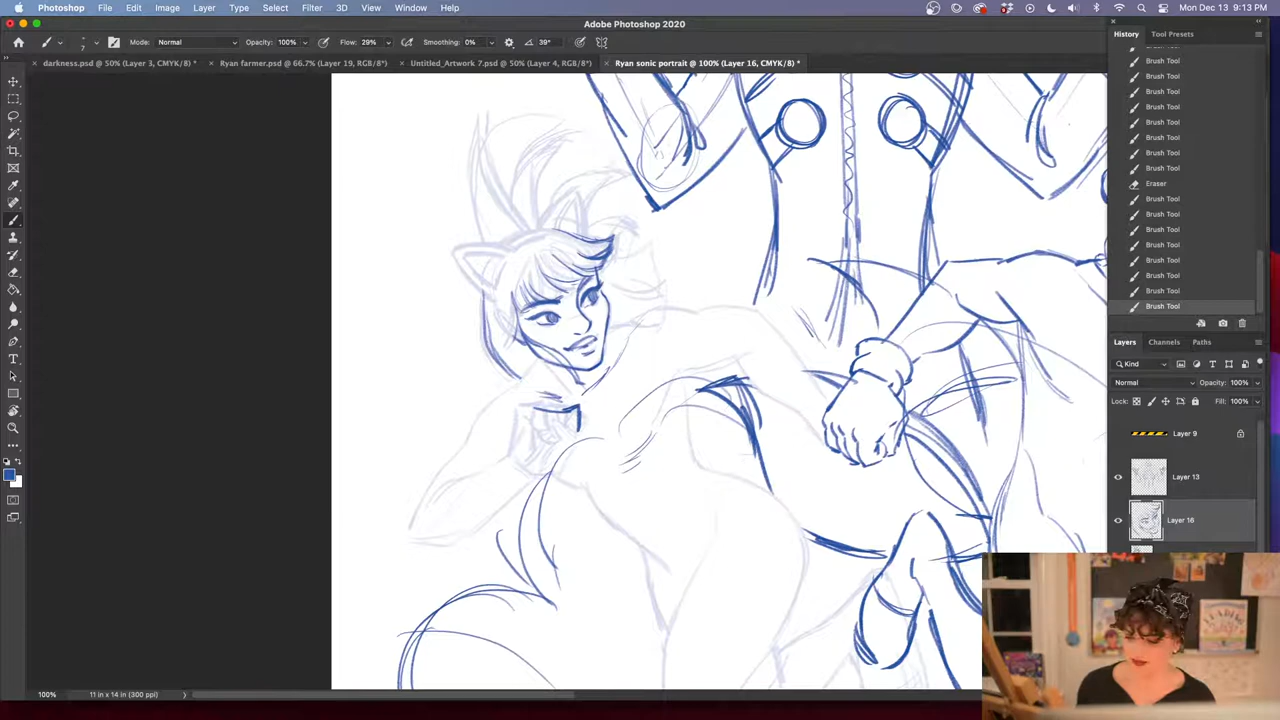 Photoshop File Edit Image Layer Type Select Filter 3D View Window Help Mon Dec 13 9:13 PM
Adobe Photoshop 2020
Mode: Normal Opacity: 100% Flow: 29% Smoothing: 0% 39°
7
darkness.psd @ 50% (Layer 3, CMYK/8) * Ryan farmer.psd @ 66.7% (Layer 19, RGB/8*) Untitled_Artwork 7.psd @ 50% (Layer 4, RGB/8*) Ryan sonic portrait @ 100% (Layer 16, CMYK/8) *
History Tool Presets
Brush Tool
Brush Tool
Brush Tool
Brush Tool
Brush Tool
Brush Tool
Brush Tool
Brush Tool
Brush Tool
Eraser
Brush Tool
Brush Tool
Brush Tool
Brush Tool
Brush Tool
Brush Tool
Brush Tool
Brush Tool
Layers Channels Paths
Kind
Normal Opacity: 100%
Lock: Fill: 100%
Layer 9
Layer 13
Layer 16
LEADING
100% 11 in x 14 in (300 ppi)